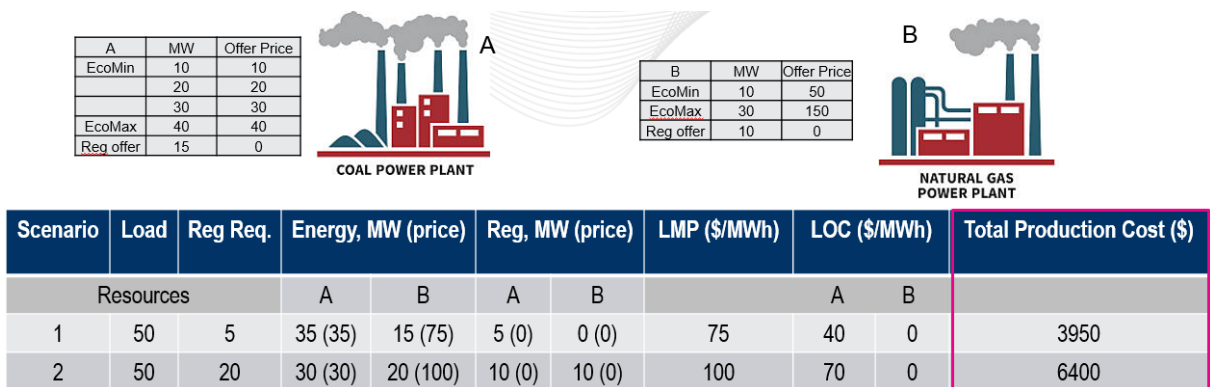 A MW Offer Price
EcoMin 10 10
20 20
30 30
EcoMax 40 40
Reg offer 15 0
A
COAL POWER PLANT
B
B MW Offer Price
EcoMin 10 50
EcoMax 30 150
Reg offer 10 0
NATURAL GAS
POWER PLANT
Scenario Load Reg Req. Energy, MW (price) Reg, MW (price) LMP ($/MWh) LOC ($/MWh) Total Production Cost ($)
Resources A B A B A B
1 50 5 35 (35) 15 (75) 5 (0) 0 (0) 75 40 0 3950
2 50 20 30 (30) 20 (100) 10 (0) 10 (0) 100 70 0 6400